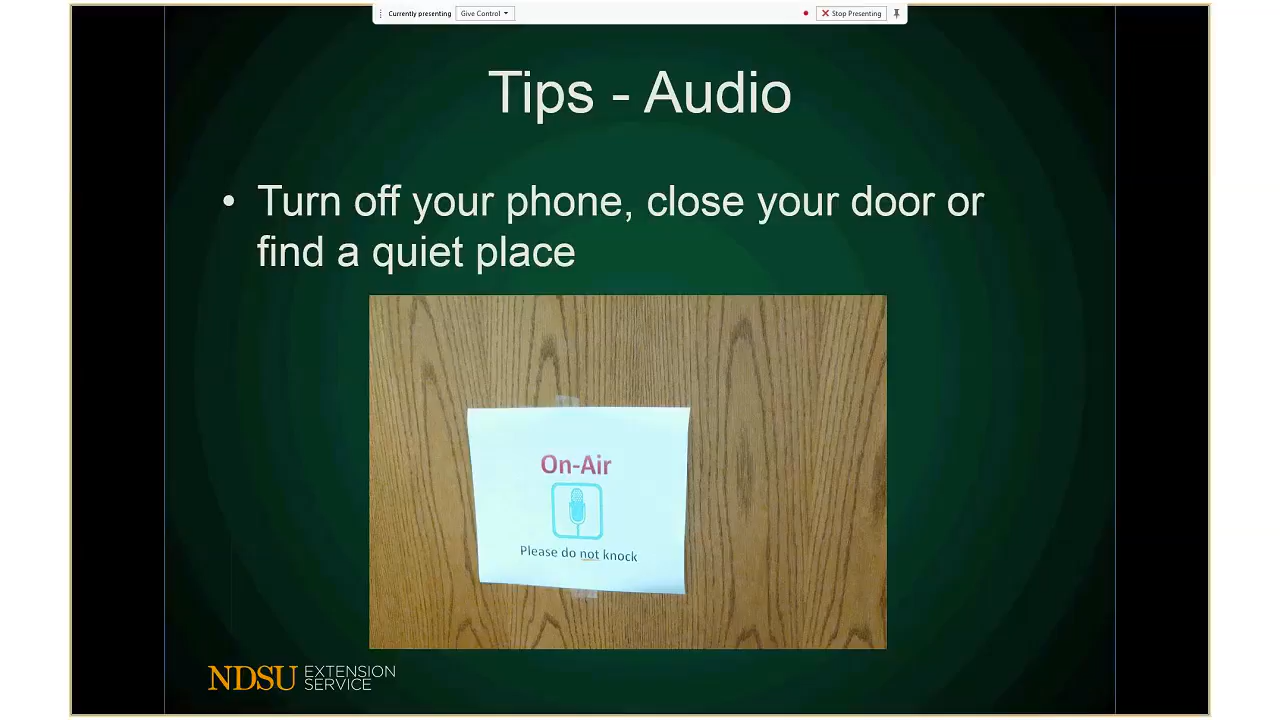 Currently presenting Give Control Stop Presenting
Tips - Audio
• Turn off your phone, close your door or
find a quiet place
On-Air
Please do not knock
NDSU EXTENSION
SERVICE